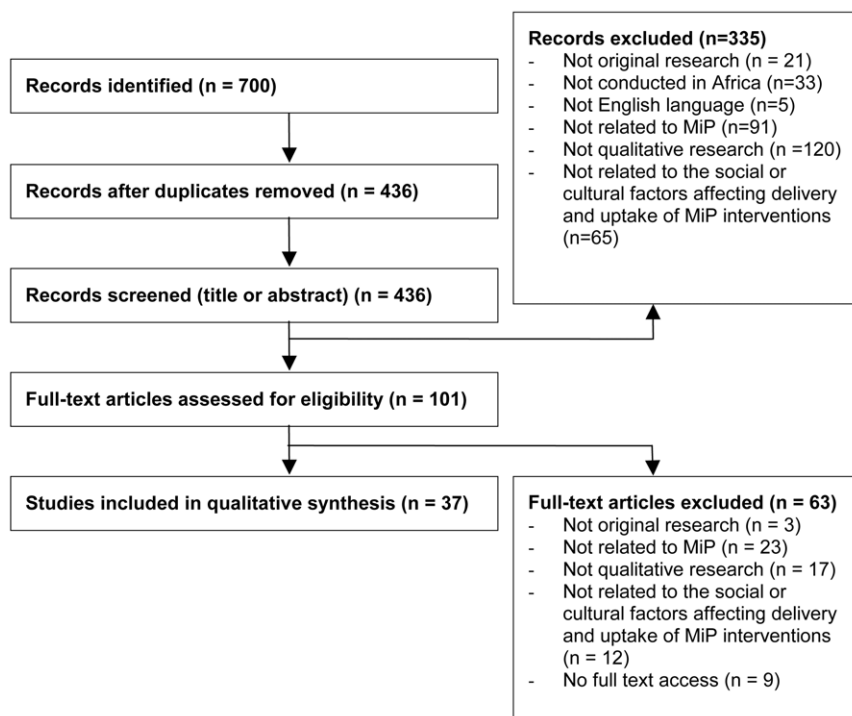 Records identified (n = 700)
Records after duplicates removed (n = 436)
Records screened (title or abstract) (n = 436)
Records excluded (n=335)
- Not original research (n = 21)
- Not conducted in Africa (n=33)
- Not English language (n=5)
- Not related to MiP (n=91)
- Not qualitative research (n =120)
- Not related to the social or
cultural factors affecting delivery
and uptake of MiP interventions
(n=65)
Full-text articles assessed for eligibility (n = 101)
Studies included in qualitative synthesis (n = 37)
Full-text articles excluded (n = 63)
- Not original research (n = 3)
- Not related to MiP (n = 23)
- Not qualitative research (n = 17)
- Not related to the social or
cultural factors affecting delivery
and uptake of MiP interventions
(n = 12)
- No full text access (n = 9)